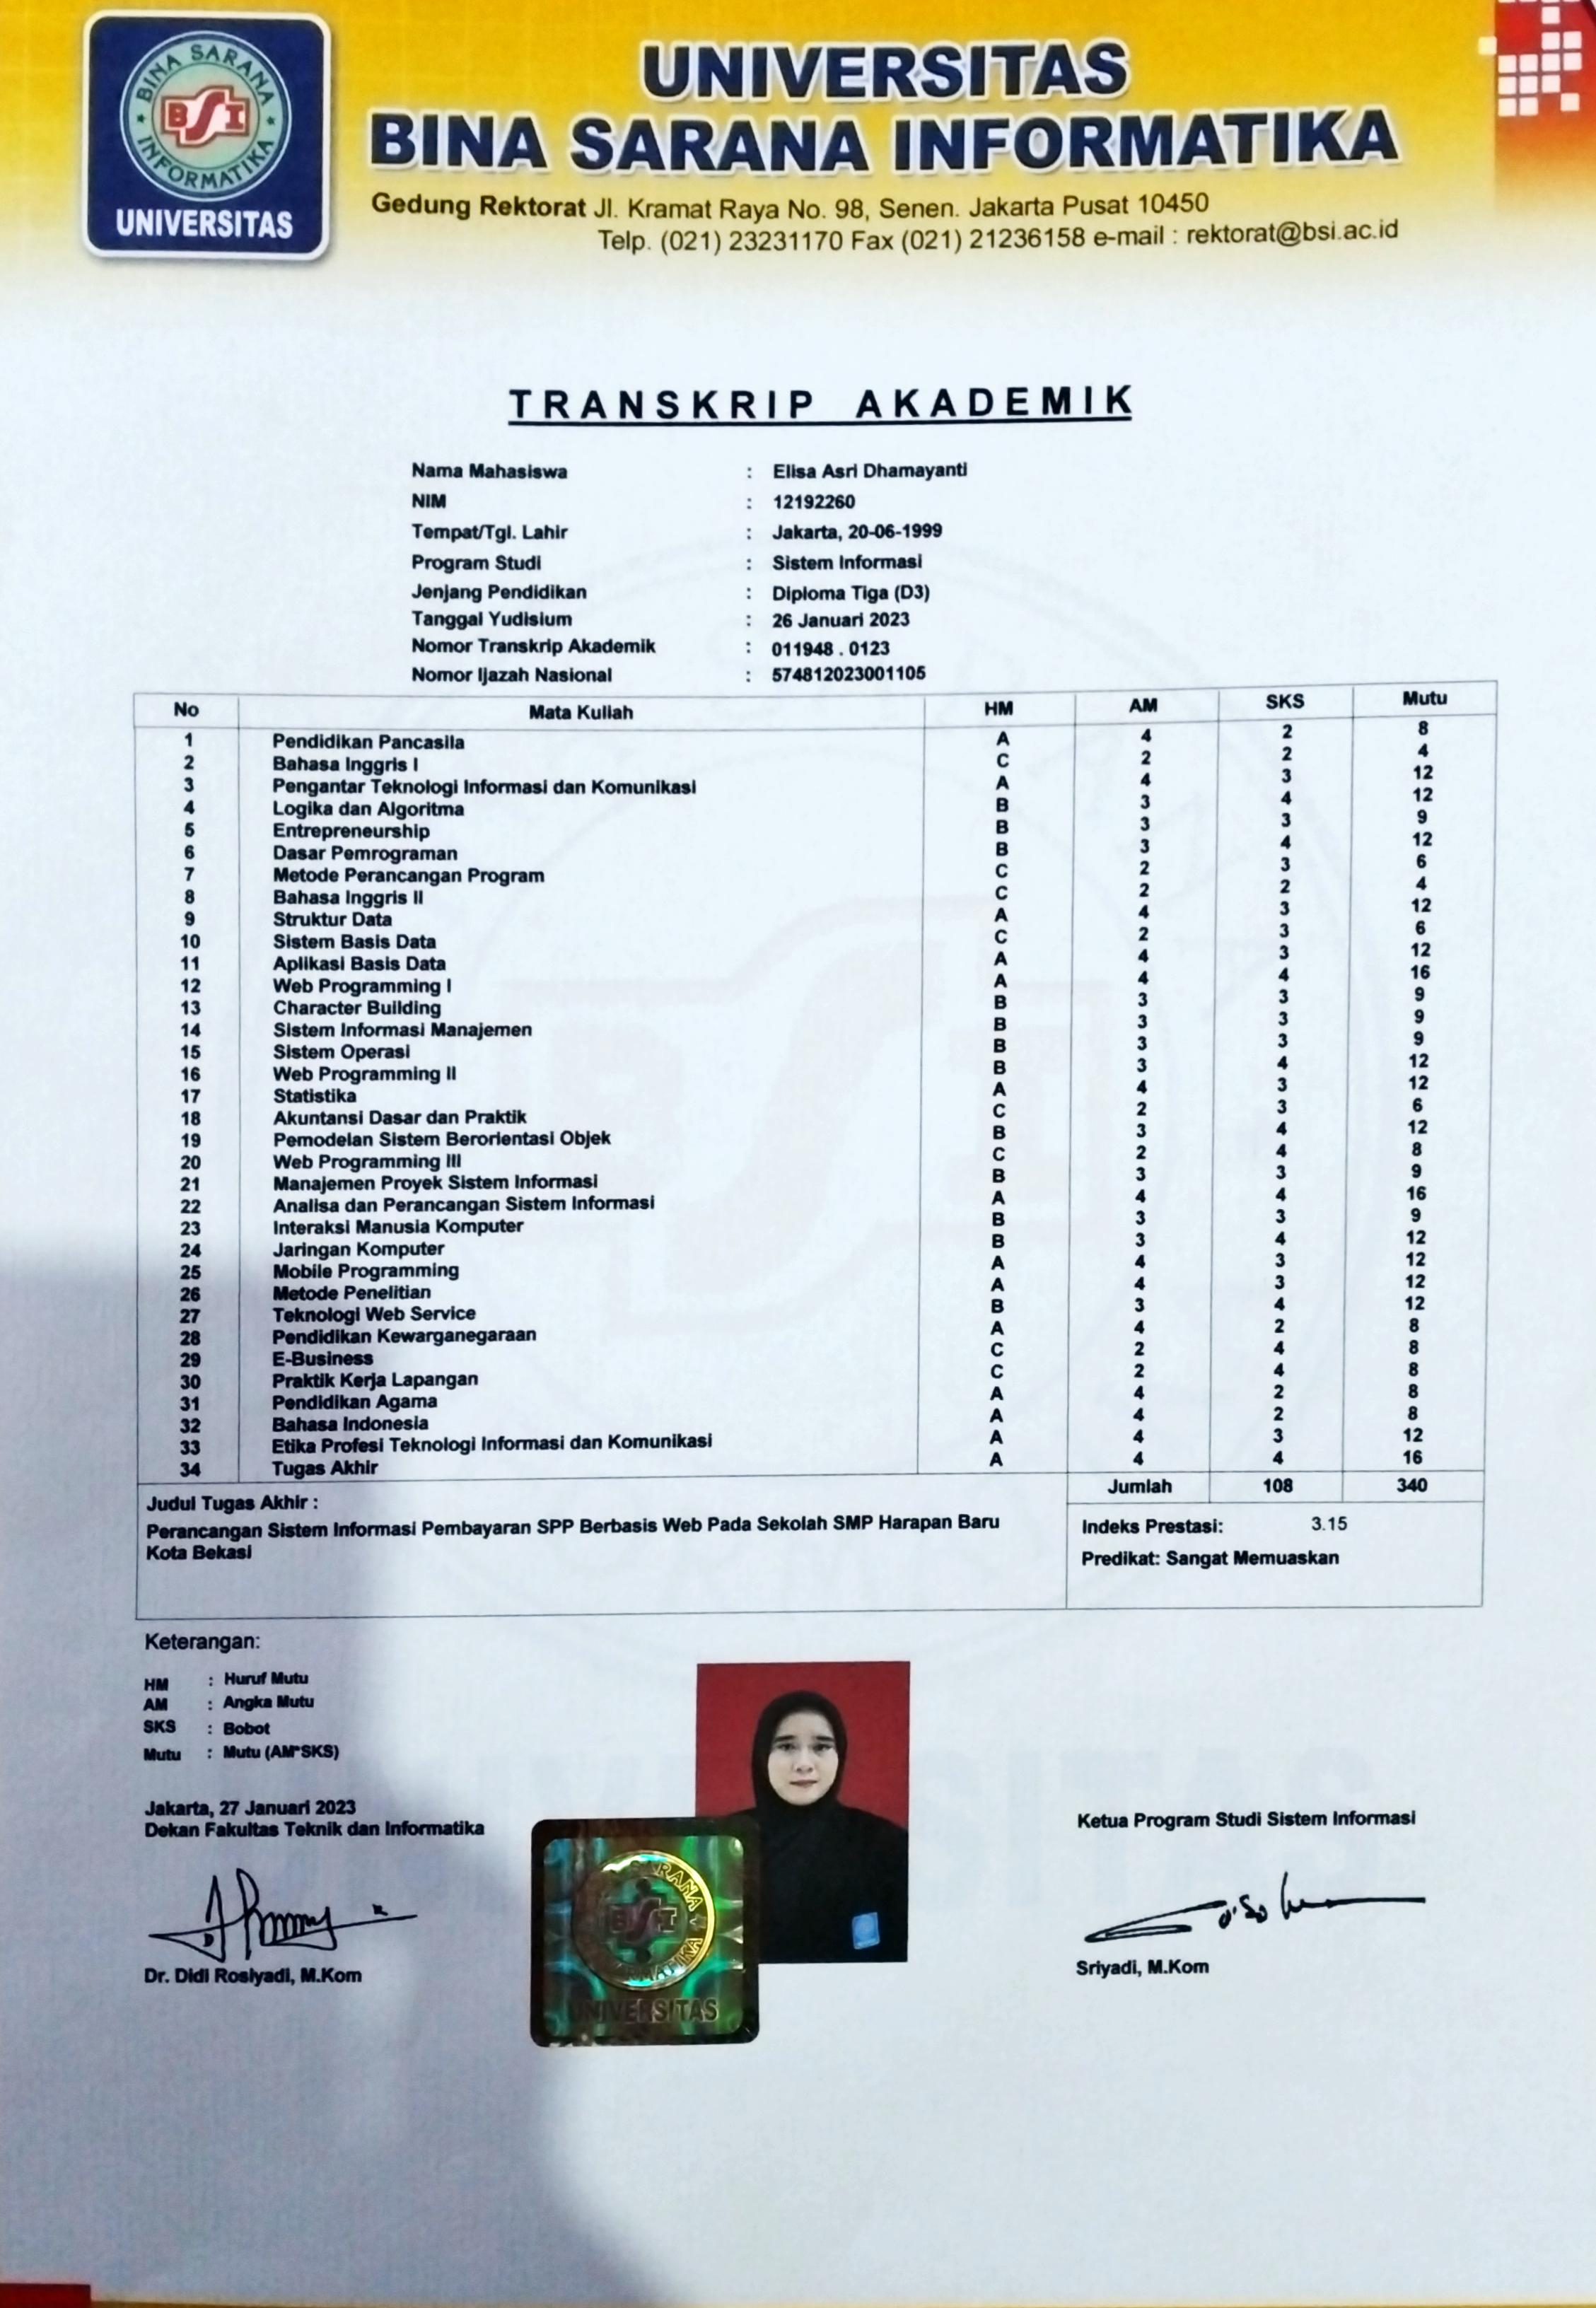 BINA SARANA
BSI
INFORMATIKA
UNIVERSITAS
UNIVERSITAS
BINA SARANA INFORMATIKA
Gedung Rektorat Jl. Kramat Raya No. 98, Senen. Jakarta Pusat 10450
Telp. (021) 23231170 Fax (021) 21236158 e-mail : rektorat@bsi.ac.id
TRANSKRIP AKADEMIK
Nama Mahasiswa : Elisa Asri Dhamayanti
NIM : 12192260
Tempat/Tgl. Lahir : Jakarta, 20-06-1999
Program Studi : Sistem Informasi
Jenjang Pendidikan : Diploma Tiga (D3)
Tanggal Yudisium : 26 Januari 2023
Nomor Transkrip Akademik : 011948 . 0123
Nomor Ijazah Nasional : 574812023001105
No Mata Kuliah HM AM SKS Mutu
1 Pendidikan Pancasila A 4 2 8
2 Bahasa Inggris I C 2 2 4
3 Pengantar Teknologi Informasi dan Komunikasi A 4 3 12
4 Logika dan Algoritma B 3 4 12
5 Entrepreneurship B 3 3 9
6 Dasar Pemrograman B 3 4 12
7 Metode Perancangan Program C 2 3 6
8 Bahasa Inggris II C 2 2 4
9 Struktur Data A 4 3 12
10 Sistem Basis Data C 2 3 6
11 Aplikasi Basis Data A 4 3 12
12 Web Programming I A 4 4 16
13 Character Building B 3 3 9
14 Sistem Informasi Manajemen B 3 3 9
15 Sistem Operasi B 3 3 9
16 Web Programming II B 3 4 12
17 Statistika A 4 3 12
18 Akuntansi Dasar dan Praktik C 2 3 6
19 Pemodelan Sistem Berorientasi Objek B 3 4 12
20 Web Programming III C 2 4 8
21 Manajemen Proyek Sistem Informasi B 3 3 9
22 Analisa dan Perancangan Sistem Informasi A 4 4 16
23 Interaksi Manusia Komputer B 3 3 9
24 Jaringan Komputer B 3 4 12
25 Mobile Programming A 4 3 12
26 Metode Penelitian A 4 3 12
27 Teknologi Web Service B 3 4 12
28 Pendidikan Kewarganegaraan A 4 2 8
29 E-Business C 2 4 8
30 Praktik Kerja Lapangan C 2 4 8
31 Pendidikan Agama A 4 2 8
32 Bahasa Indonesia A 4 2 8
33 Etika Profesi Teknologi Informasi dan Komunikasi A 4 3 12
34 Tugas Akhir A 4 4 16
Jumlah 108 340
Judul Tugas Akhir :
Perancangan Sistem Informasi Pembayaran SPP Berbasis Web Pada Sekolah SMP Harapan Baru
Kota Bekasi
Indeks Prestasi: 3.15
Predikat: Sangat Memuaskan
Keterangan:
HM : Huruf Mutu
AM : Angka Mutu
SKS : Bobot
Mutu : Mutu (AM*SKS)
Jakarta, 27 Januari 2023
Dekan Fakultas Teknik dan Informatika
Dr. Didi Rosiyadi, M.Kom
SARANA
BSI
UNIVERSITAS
Ketua Program Studi Sistem Informasi
Sriyadi, M.Kom